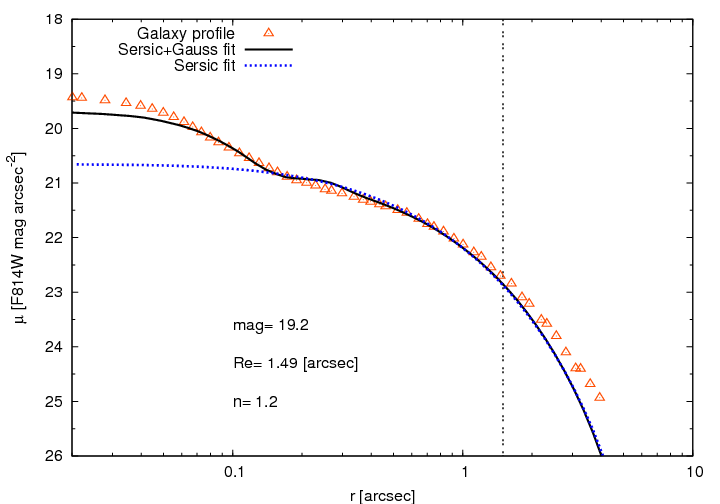 18
19
20
21
22
23
24
25
26
0.1
1
10
μ [F814W mag arcsec-2]
r [arcsec]
Galaxy profile
Sersic+Gauss fit
Sersic fit
mag= 19.2
Re= 1.49 [arcsec]
n= 1.2